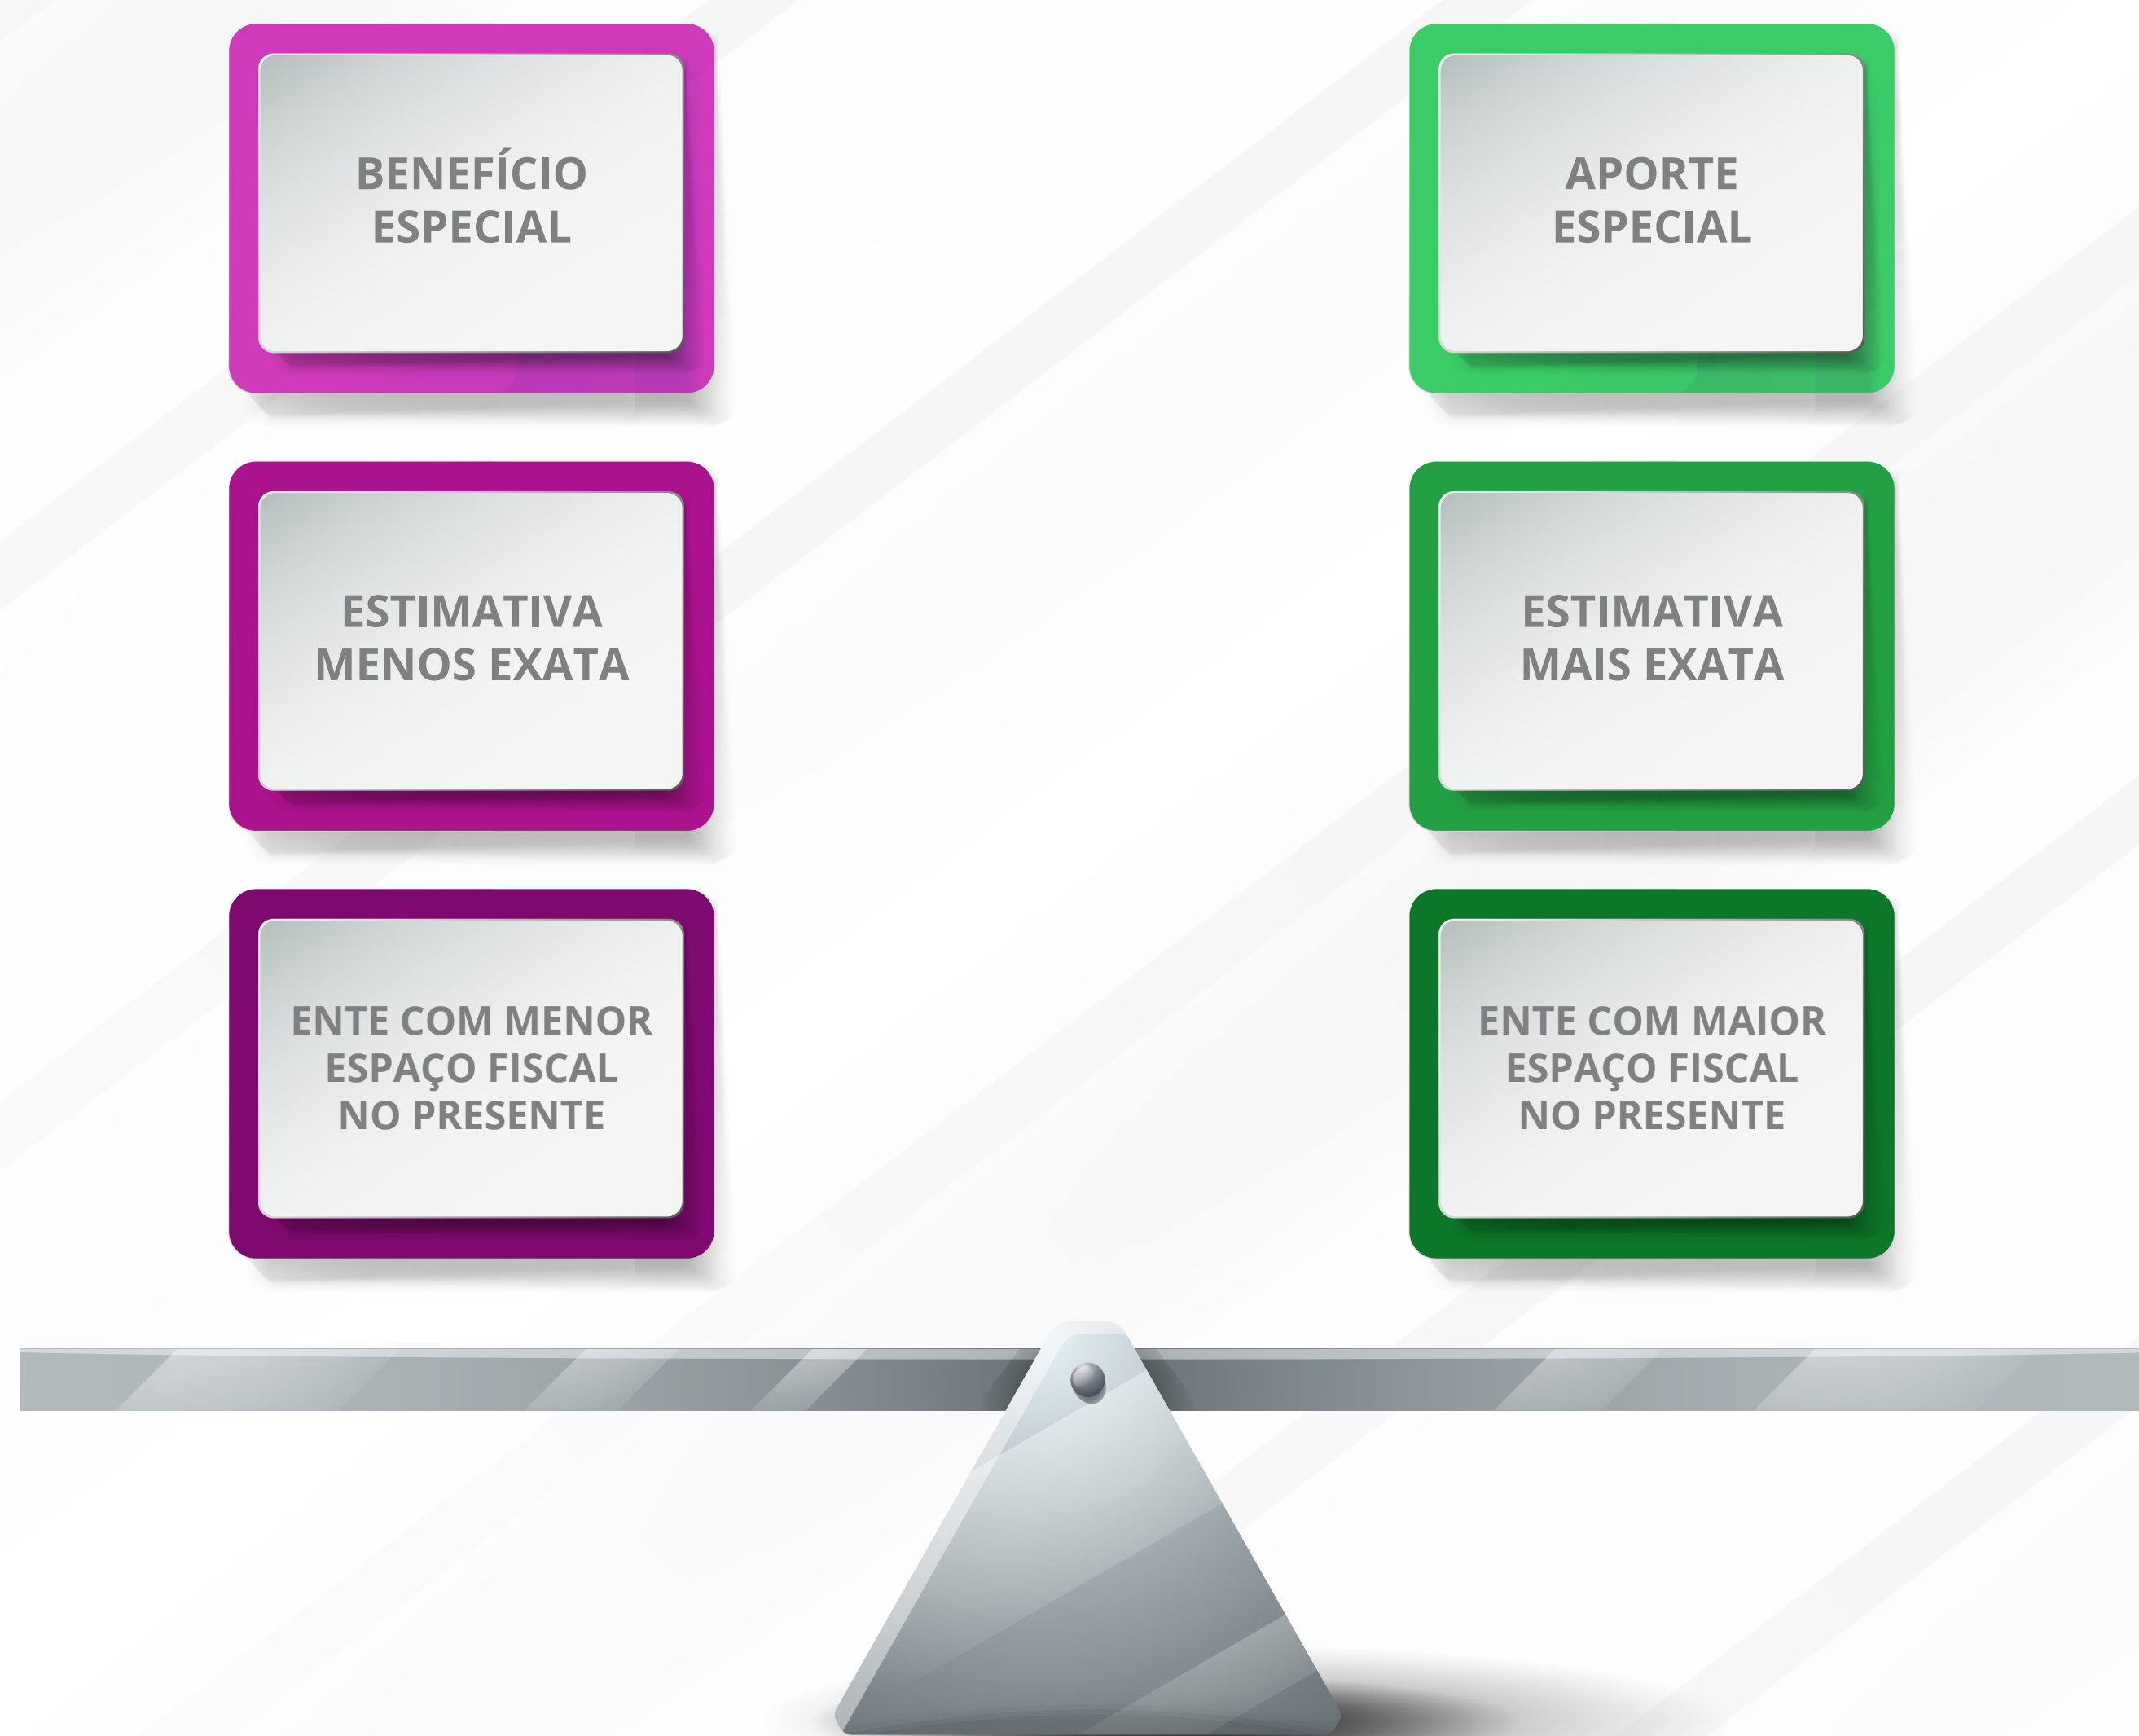 BENEFÍCIO
ESPECIAL
APORTE
ESPECIAL
ESTIMATIVA
MENOS EXATA
ESTIMATIVA
MAIS EXATA
ENTE COM MENOR
ESPAÇO FISCAL
NO PRESENTE
ENTE COM MAIOR
ESPAÇO FISCAL
NO PRESENTE